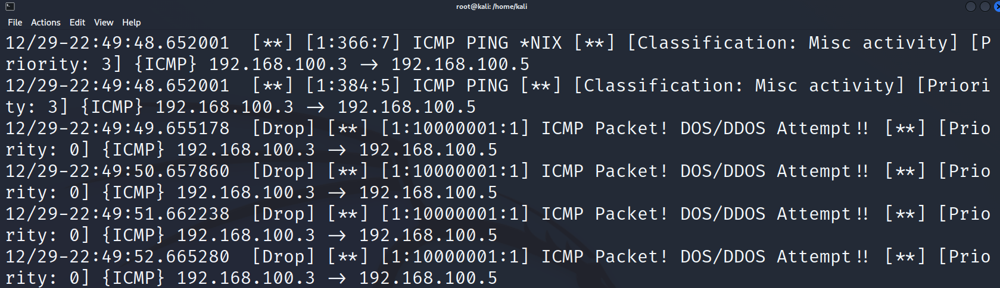 root@kali: /home/kali
File Actions Edit View Help
12/29-22:49:48.652001  [**] [1:366:7] ICMP PING *NIX [**] [Classification: Misc activity] [P
riority: 3] {ICMP} 192.168.100.3 → 192.168.100.5
12/29-22:49:48.652001  [**] [1:384:5] ICMP PING [**] [Classification: Misc activity] [Priori
ty: 3] {ICMP} 192.168.100.3 → 192.168.100.5
12/29-22:49:49.655178  [Drop] [**] [1:10000001:1] ICMP Packet! DOS/DDOS Attempt!! [**] [Prio
rity: 0] {ICMP} 192.168.100.3 → 192.168.100.5
12/29-22:49:50.657860  [Drop] [**] [1:10000001:1] ICMP Packet! DOS/DDOS Attempt!! [**] [Prio
rity: 0] {ICMP} 192.168.100.3 → 192.168.100.5
12/29-22:49:51.662238  [Drop] [**] [1:10000001:1] ICMP Packet! DOS/DDOS Attempt!! [**] [Prio
rity: 0] {ICMP} 192.168.100.3 → 192.168.100.5
12/29-22:49:52.665280  [Drop] [**] [1:10000001:1] ICMP Packet! DOS/DDOS Attempt!! [**] [Prio
rity: 0] {ICMP} 192.168.100.3 → 192.168.100.5